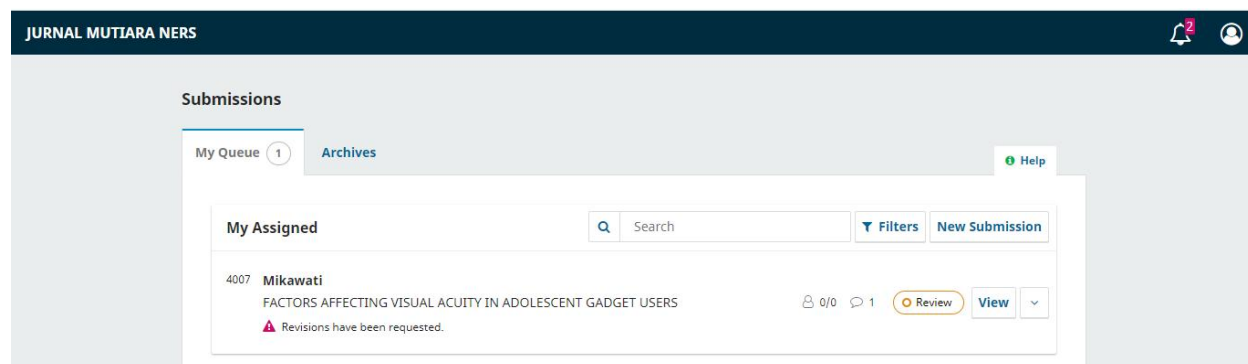 JURNAL MUTIARA NERS
2
Submissions
My Queue 1 Archives
Help
My Assigned
Search
Filters
New Submission
4007 Mikawati
FACTORS AFFECTING VISUAL ACUITY IN ADOLESCENT GADGET USERS
0/0 1 Review View
Revisions have been requested.